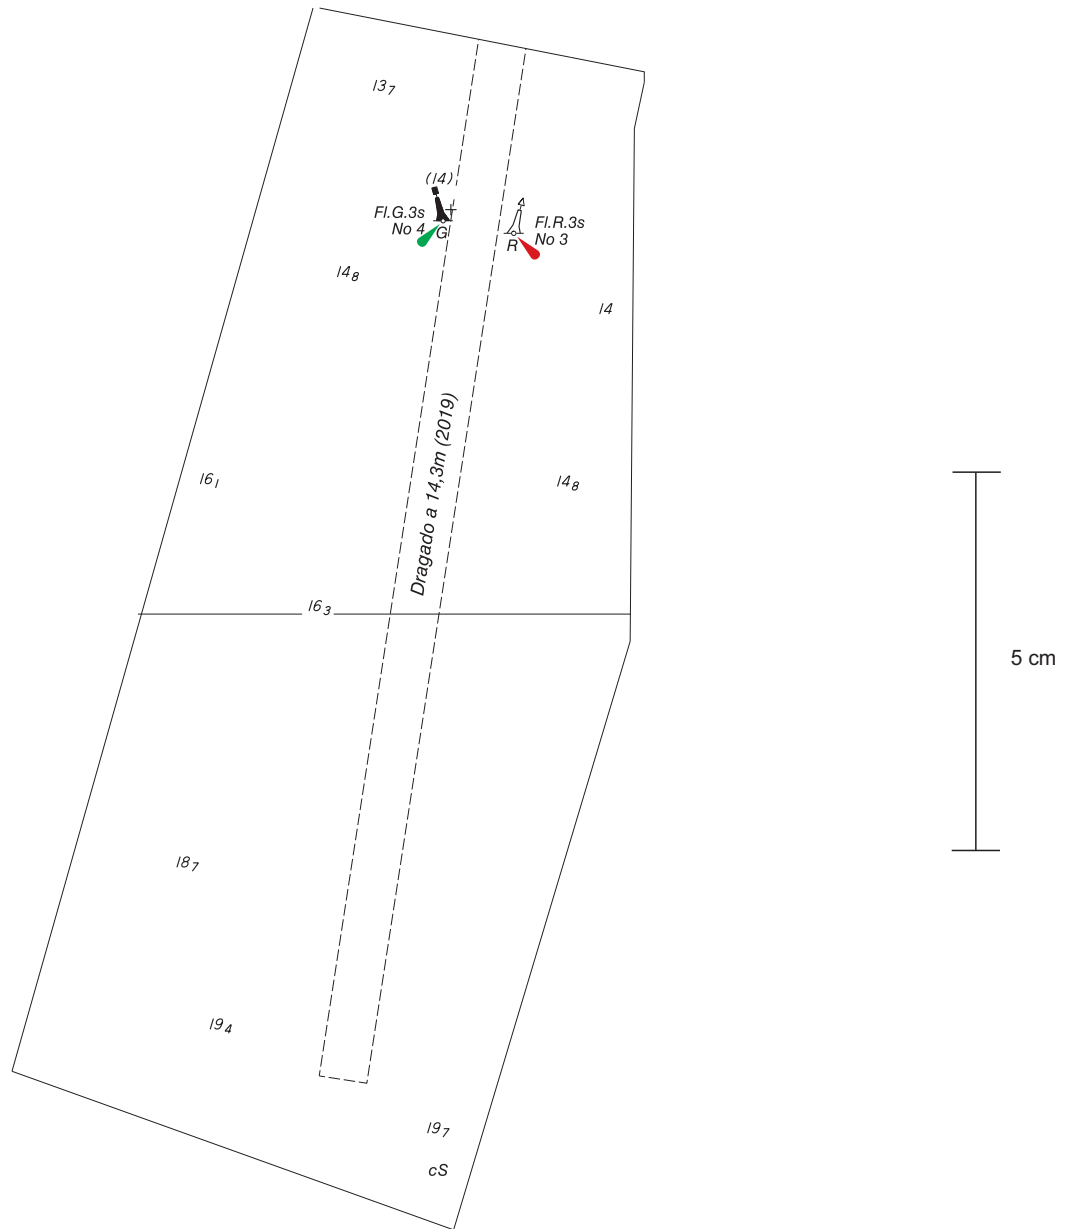 13₇
(14)
Fl.G.3s
No 4
G
Fl.R.3s
No 3
R
14₈
14
Dragado a 14,3m (2019)
16₁
14₈
5 cm
16₃
18₇
19₄
19₇
cS